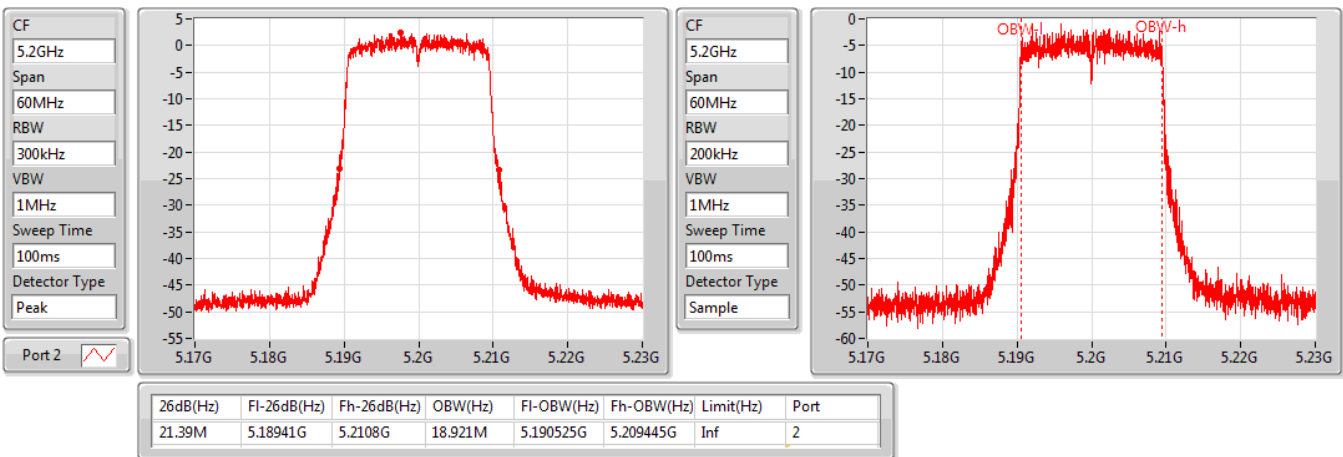 CF
5.2GHz
Span
60MHz
RBW
300kHz
VBW
1MHz
Sweep Time
100ms
Detector Type
Peak
Port 2
5
0
-5
-10
-15
-20
-25
-30
-35
-40
-45
-50
-55
5.17G 5.18G 5.19G 5.2G 5.21G 5.22G 5.23G
CF
5.2GHz
Span
60MHz
RBW
200kHz
VBW
1MHz
Sweep Time
100ms
Detector Type
Sample
OBW-l OBW-h
0
-5
-10
-15
-20
-25
-30
-35
-40
-45
-50
-55
-60
5.17G 5.18G 5.19G 5.2G 5.21G 5.22G 5.23G
26dB(Hz) Fl-26dB(Hz) Fh-26dB(Hz) OBW(Hz) Fl-OBW(Hz) Fh-OBW(Hz) Limit(Hz) Port
21.39M 5.18941G 5.2108G 18.921M 5.190525G 5.209445G Inf 2